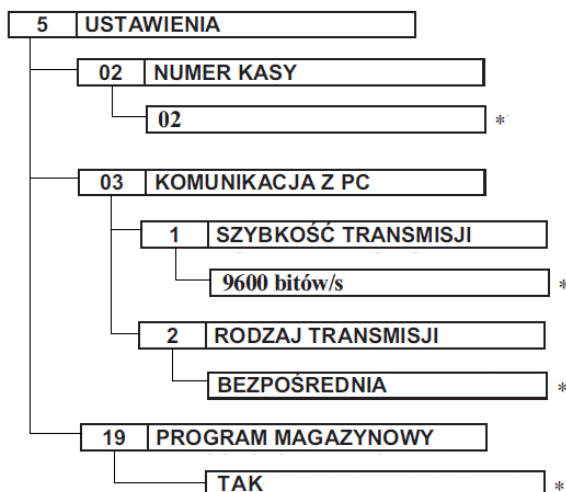 5 USTAWIENIA
02 NUMER KASY
02 *
03 KOMUNIKACJA Z PC
1 SZYBKOŚĆ TRANSMISJI
9600 bitów/s *
2 RODZAJ TRANSMISJI
BEZPOŚREDNIA *
19 PROGRAM MAGAZYNOWY
TAK *